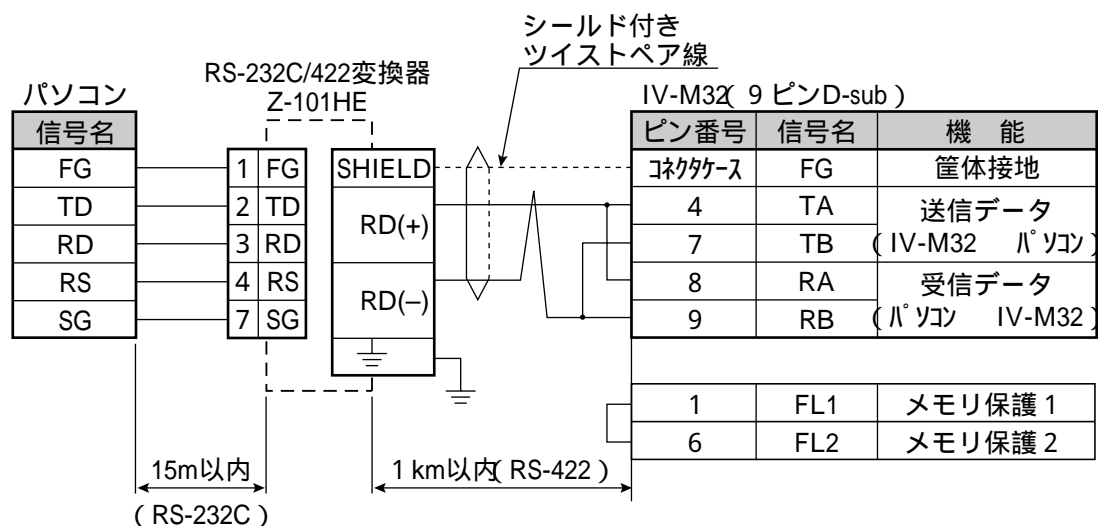 シールド付き
ツイストペア線
RS-232C/422変換器
Z-101HE
パソコン
IV-M32(9ピンD-sub)
信号名
ピン番号 信号名 機 能
FG 1 FG SHIELD コネクタケース FG 筐体接地
TD 2 TD RD(+) 4 TA 送信データ
RD 3 RD 7 TB (IV-M32 パソコン)
RS 4 RS RD(–) 8 RA 受信データ
SG 7 SG 9 RB (パソコン IV-M32)
1 FL1 メモリ保護1
6 FL2 メモリ保護2
15m以内 1 km以内(RS-422)
(RS-232C)